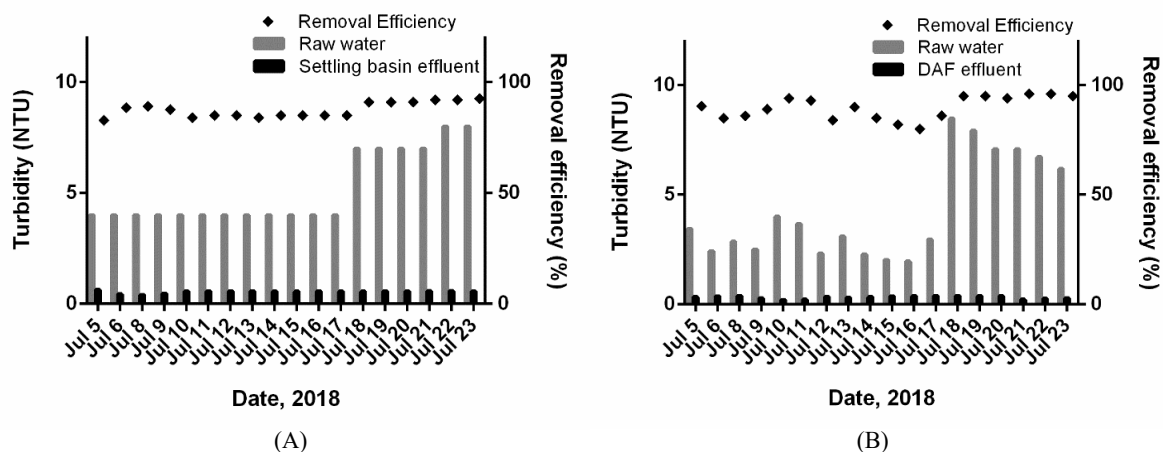 Removal Efficiency
Raw water
Settling basin effluent
Turbidity (NTU)
10
5
0
100
50
0
Removal efficiency (%)
Jul 5
Jul 6
Jul 8
Jul 9
Jul 10
Jul 11
Jul 12
Jul 13
Jul 14
Jul 15
Jul 16
Jul 17
Jul 18
Jul 19
Jul 20
Jul 21
Jul 22
Jul 23
Date, 2018
(A)
Removal Efficiency
Raw water
DAF effluent
Turbidity (NTU)
10
5
0
100
50
0
Removal efficiency (%)
Jul 5
Jul 6
Jul 8
Jul 9
Jul 10
Jul 11
Jul 12
Jul 13
Jul 14
Jul 15
Jul 16
Jul 17
Jul 18
Jul 19
Jul 20
Jul 21
Jul 22
Jul 23
Date, 2018
(B)